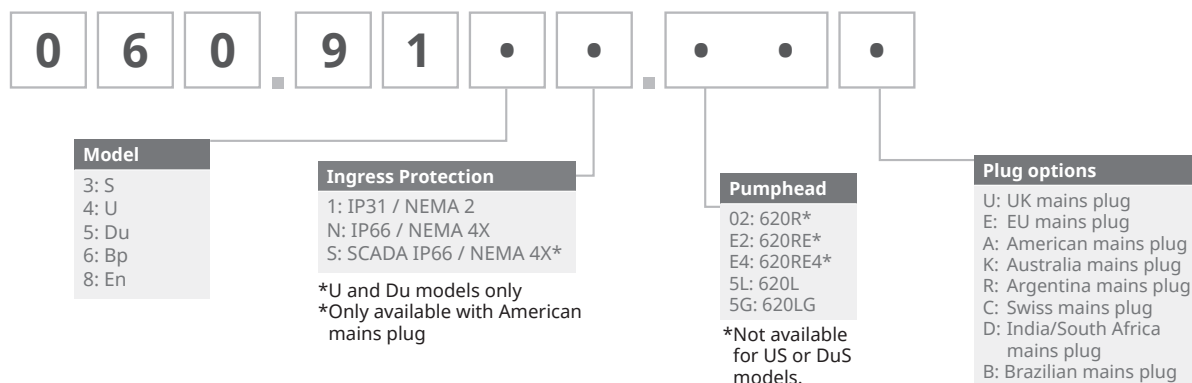 0 6 0 . 9 1 • • . • • •
Model
3: S
4: U
5: Du
6: Bp
8: En
Ingress Protection
1: IP31 / NEMA 2
N: IP66 / NEMA 4X
S: SCADA IP66 / NEMA 4X*
*U and Du models only
*Only available with American
mains plug
Pumphead
02: 620R*
E2: 620RE*
E4: 620RE4*
5L: 620L
5G: 620LG
*Not available
for US or DuS
models.
Plug options
U: UK mains plug
E: EU mains plug
A: American mains plug
K: Australia mains plug
R: Argentina mains plug
C: Swiss mains plug
D: India/South Africa
mains plug
B: Brazilian mains plug